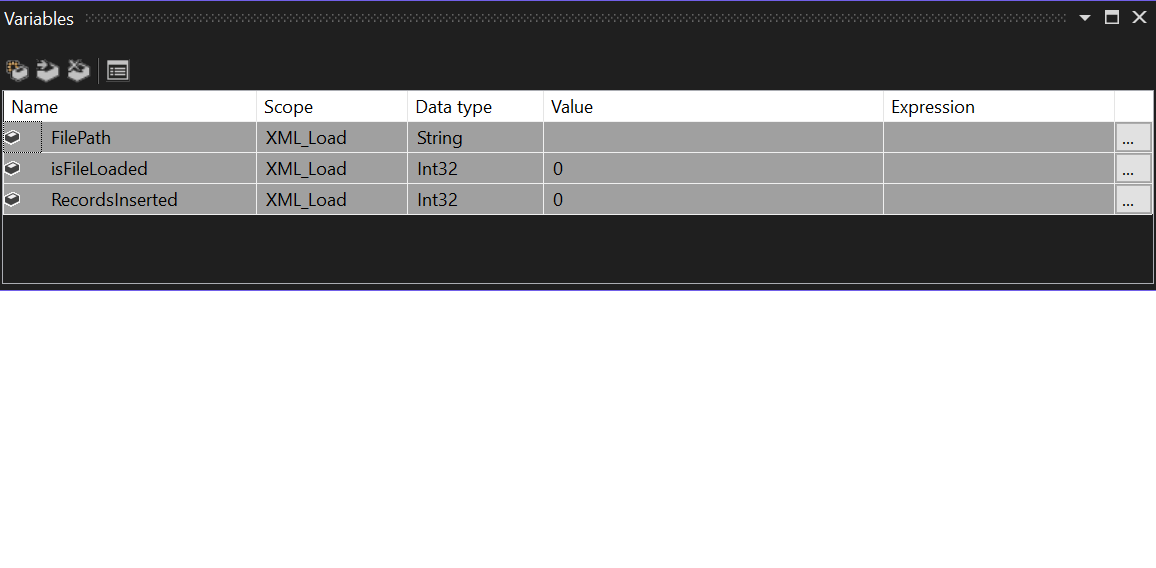 Variables
Name Scope Data type Value Expression
FilePath XML_Load String ...
isFileLoaded XML_Load Int32 0 ...
RecordsInserted XML_Load Int32 0 ...